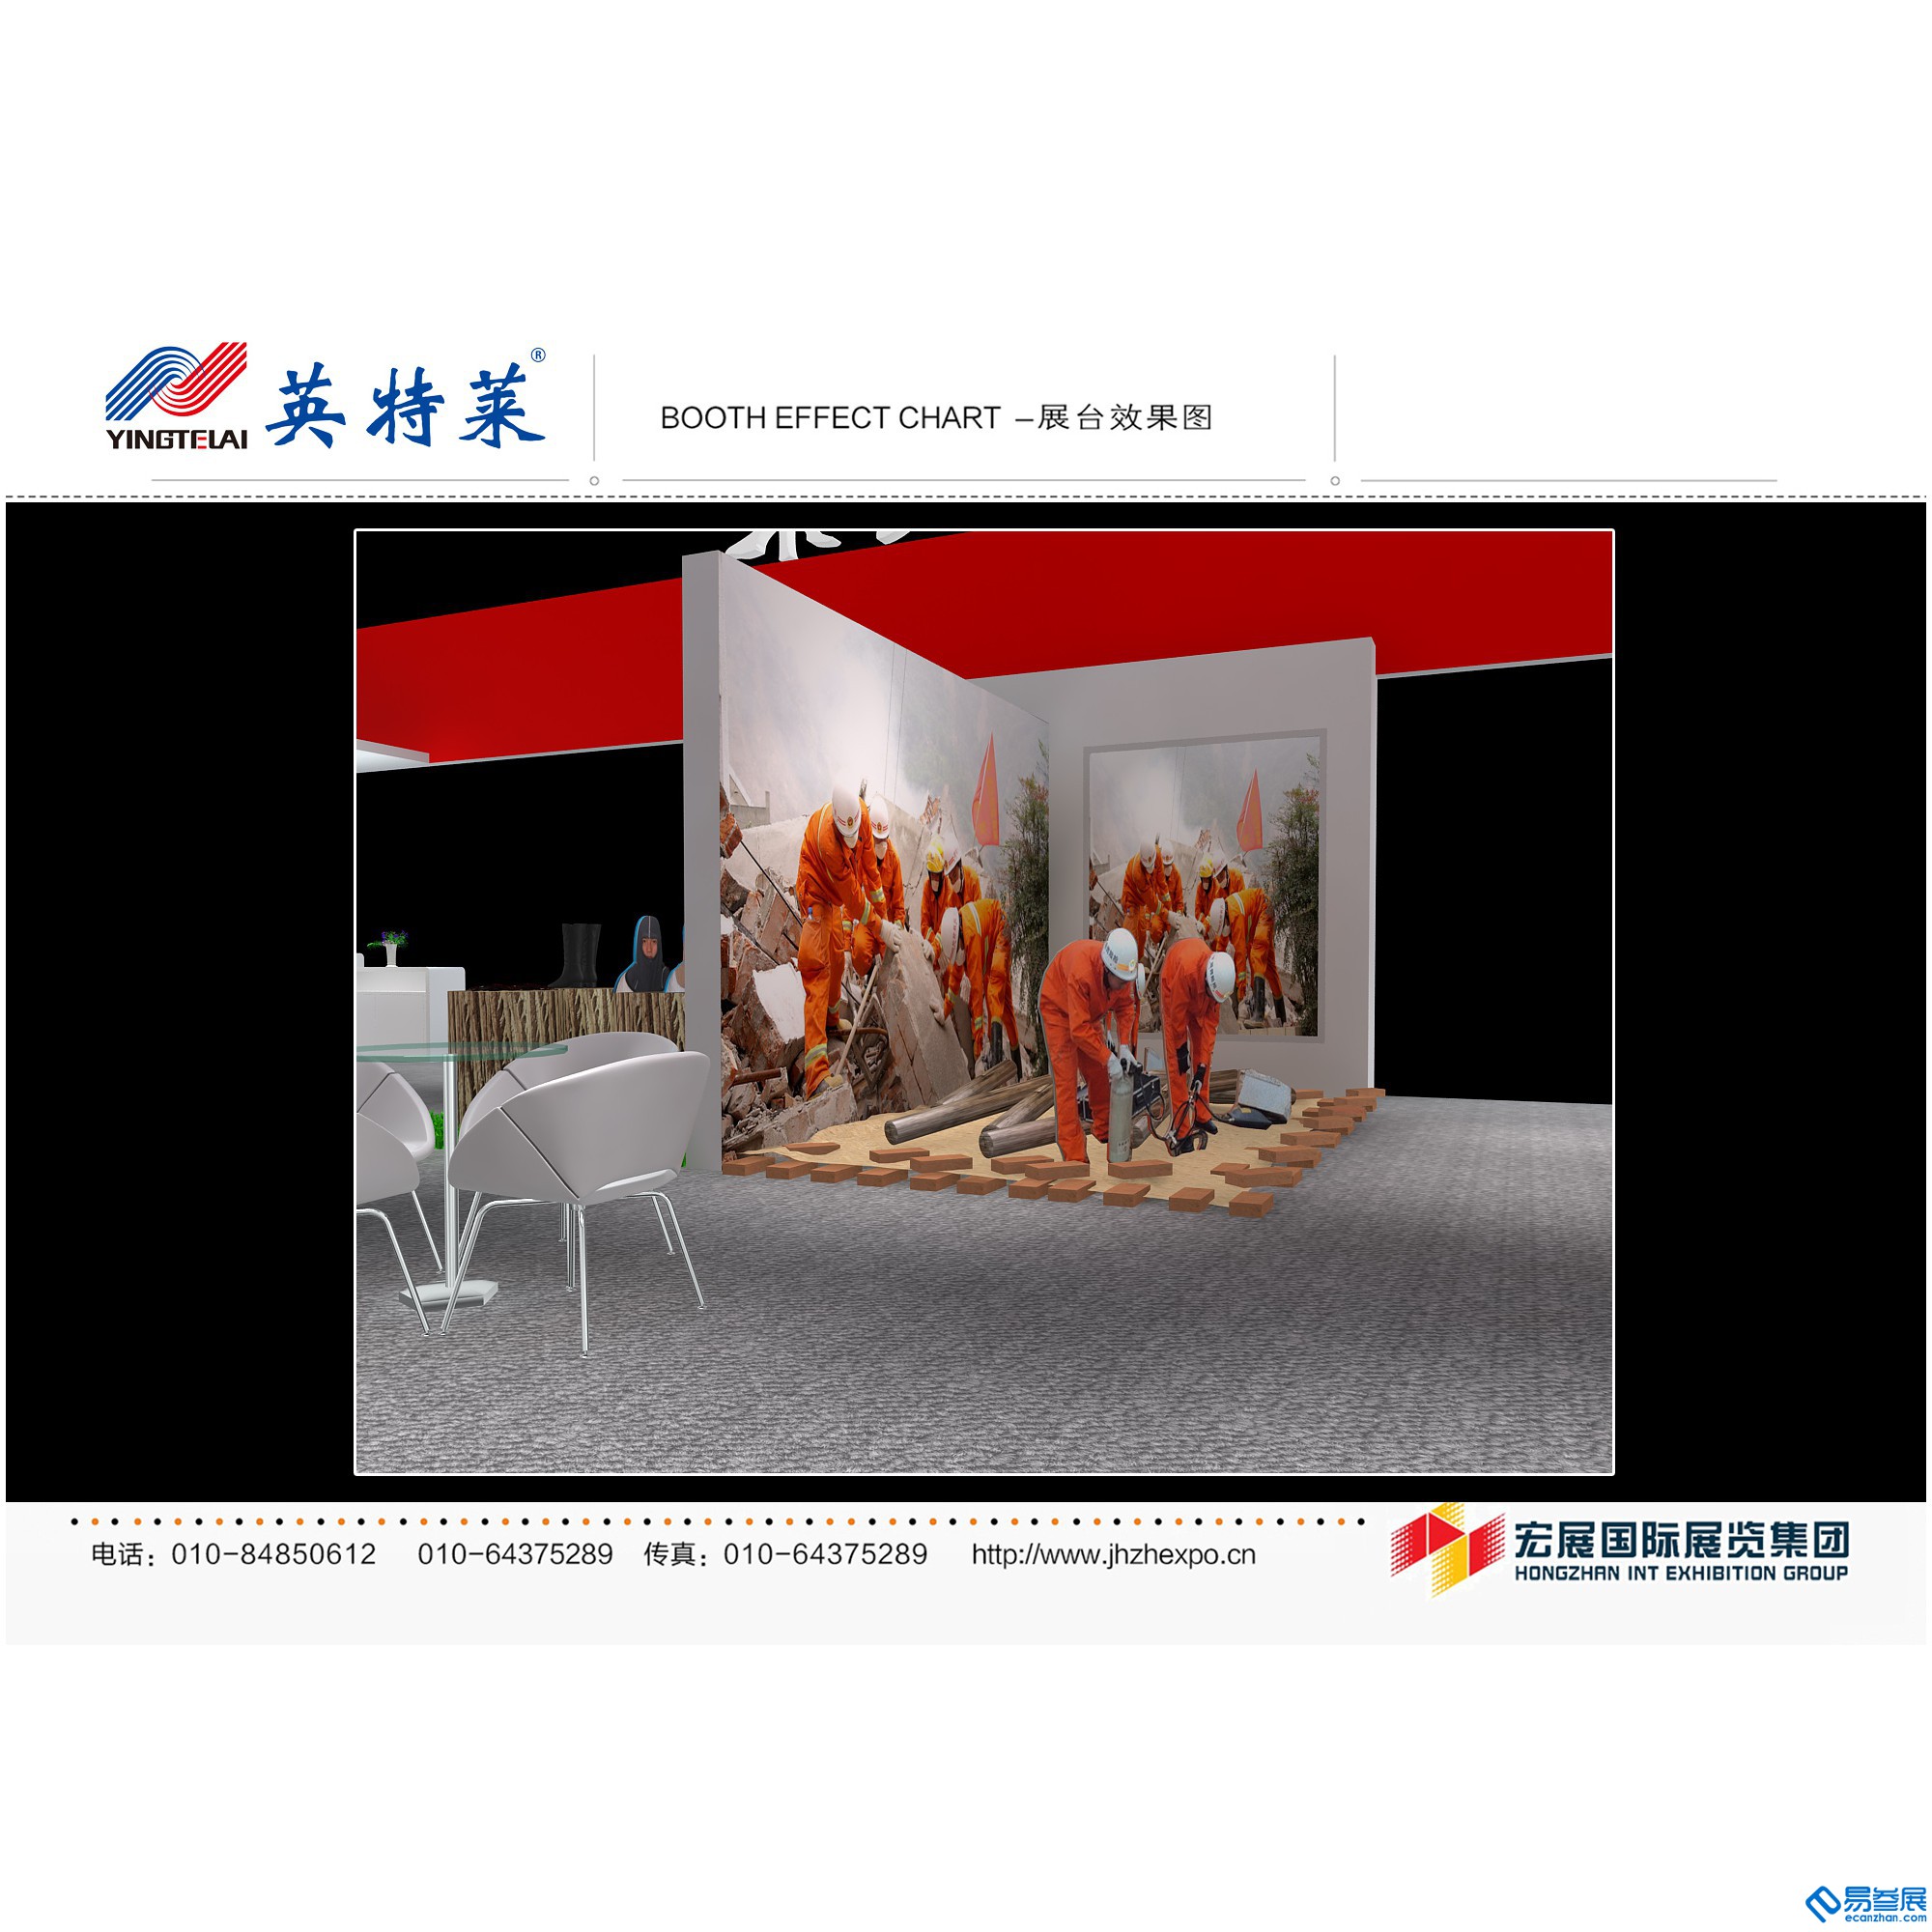 YINGTELAI
英特莱®
BOOTH EFFECT CHART –展台效果图
电话：010-84850612 010-64375289 传真：010-64375289 http://www.jhzhexpo.cn
宏展国际展览集团
HONGZHAN INT EXHIBITION GROUP
易参展
ecanzhan.com